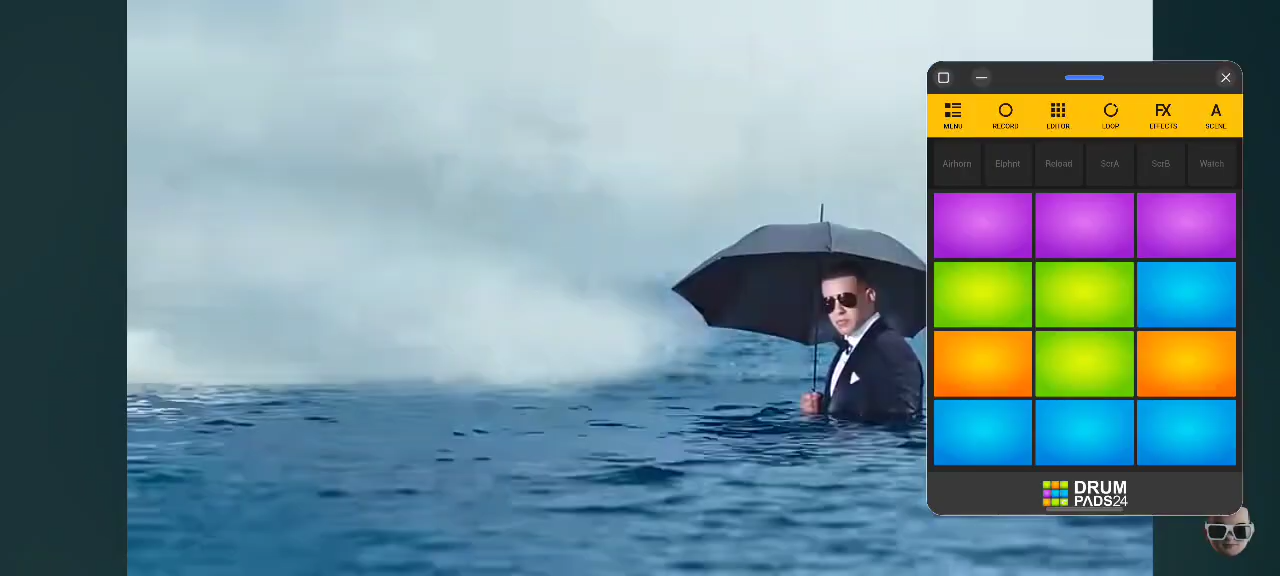 MENU RECORD EDITOR LOOP FX EFFECTS A SCENE
Airhorn Elphnt Reload ScrA ScrB Watch
DRUM
PADS24